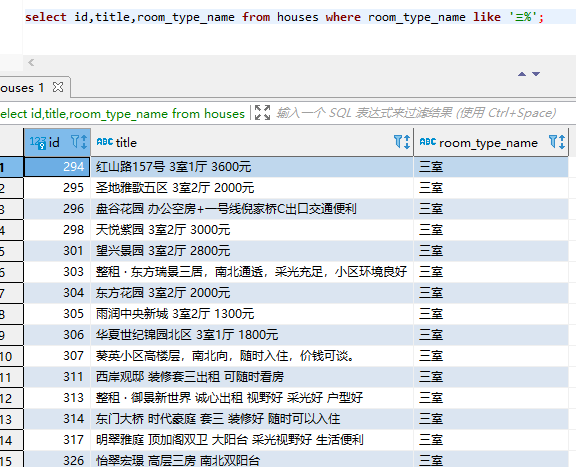 select id,title,room_type_name from houses where room_type_name like '三%';
ouses 1
elect id,title,room_type_name from houses 输入一个 SQL 表达式来过滤结果 (使用 Ctrl+Space)
123 id ABC title ABC room_type_name
1 294 红山路157号 3室1厅 3600元 三室
2 295 圣地雅歌五区 3室2厅 2000元 三室
3 296 盘谷花园 办公空房+一号线倪家桥C出口交通便利 三室
4 298 天悦紫园 3室2厅 3000元 三室
5 301 望兴景园 3室2厅 2800元 三室
6 303 整租·东方瑞景三居，南北通透，采光充足，小区环境良好 三室
7 304 东方花园 3室2厅 2000元 三室
8 305 雨润中央新城 3室2厅 1300元 三室
9 306 华夏世纪锦园北区 3室1厅 1800元 三室
10 307 葵英小区高楼层，南北向，随时入住，价钱可谈。 三室
11 311 西岸观邸 装修套三出租 可随时看房 三室
12 313 整租·御景新世界 诚心出租 视野好 采光好 户型好 三室
13 314 东门大桥 时代豪庭 套三 装修好 随时可以入住 三室
14 317 明翠雅庭 顶加阁双卫 大阳台 采光视野好 生活便利 三室
15 326 怡翠宏璟 高层三房 南北双阳台 三室